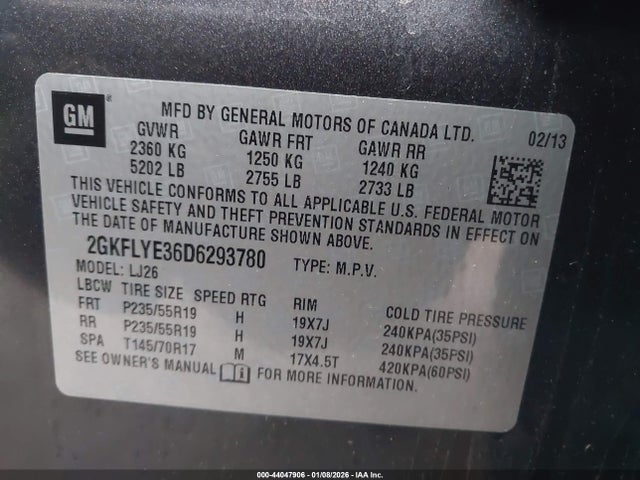 GM ®
MFD BY GENERAL MOTORS OF CANADA LTD. 02/13
GVWR GAWR FRT GAWR RR
2360 KG 1250 KG 1240 KG
5202 LB 2755 LB 2733 LB
THIS VEHICLE CONFORMS TO ALL APPLICABLE U.S. FEDERAL MOTOR
VEHICLE SAFETY AND THEFT PREVENTION STANDARDS IN EFFECT ON
THE DATE OF MANUFACTURE SHOWN ABOVE.
2GKFLYE36D6293780 TYPE: M.P.V.
MODEL: LJ26
LBCW TIRE SIZE SPEED RTG RIM COLD TIRE PRESSURE
FRT P235/55R19 H 19X7J 240KPA(35PSI)
RR P235/55R19 H 19X7J 240KPA(35PSI)
SPA T145/70R17 M 17X4.5T 420KPA(60PSI)
SEE OWNER'S MANUAL FOR MORE INFORMATION.
000-44047906 - 01/08/2026 - IAA Inc.